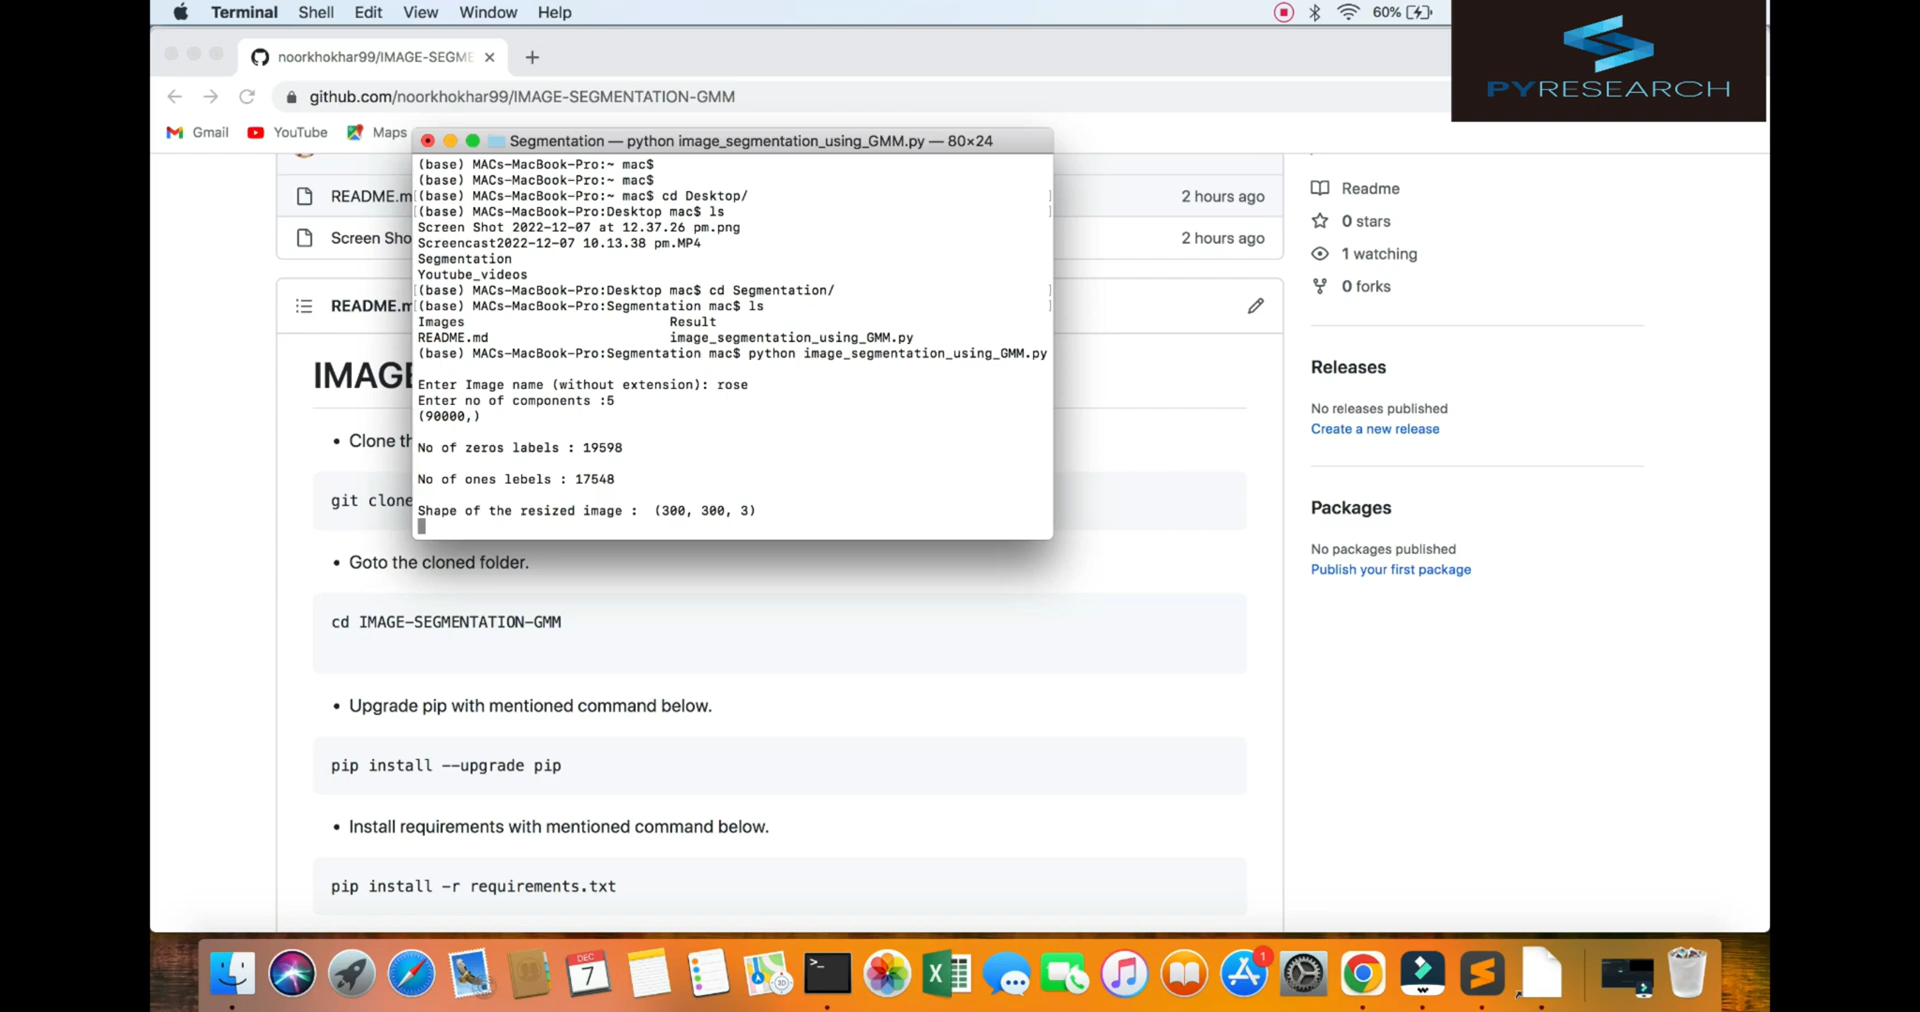 Terminal Shell Edit View Window Help 60%
PYRESEARCH
noorkhokhar99/IMAGE-SEGME
github.com/noorkhokhar99/IMAGE-SEGMENTATION-GMM
Gmail YouTube Maps
Segmentation — python image_segmentation_using_GMM.py — 80×24
(base) MACs-MacBook-Pro:~ mac$
(base) MACs-MacBook-Pro:~ mac$
(base) MACs-MacBook-Pro:~ mac$ cd Desktop/
(base) MACs-MacBook-Pro:Desktop mac$ ls
Screen Shot 2022-12-07 at 12.37.26 pm.png
Screencast2022-12-07 10.13.38 pm.MP4
Segmentation
Youtube_videos
(base) MACs-MacBook-Pro:Desktop mac$ cd Segmentation/
(base) MACs-MacBook-Pro:Segmentation mac$ ls
Images Result
README.md image_segmentation_using_GMM.py
(base) MACs-MacBook-Pro:Segmentation mac$ python image_segmentation_using_GMM.py
Enter Image name (without extension): rose
Enter no of components :5
(90000,)
No of zeros labels : 19598
No of ones lebels : 17548
Shape of the resized image : (300, 300, 3)
README.m 2 hours ago
Screen Sho 2 hours ago
README.m
IMAGE
• Clone th
git clone
• Goto the cloned folder.
cd IMAGE-SEGMENTATION-GMM
• Upgrade pip with mentioned command below.
pip install --upgrade pip
• Install requirements with mentioned command below.
pip install -r requirements.txt
Readme
0 stars
1 watching
0 forks
Releases
No releases published
Create a new release
Packages
No packages published
Publish your first package
DEC
7
3D
1